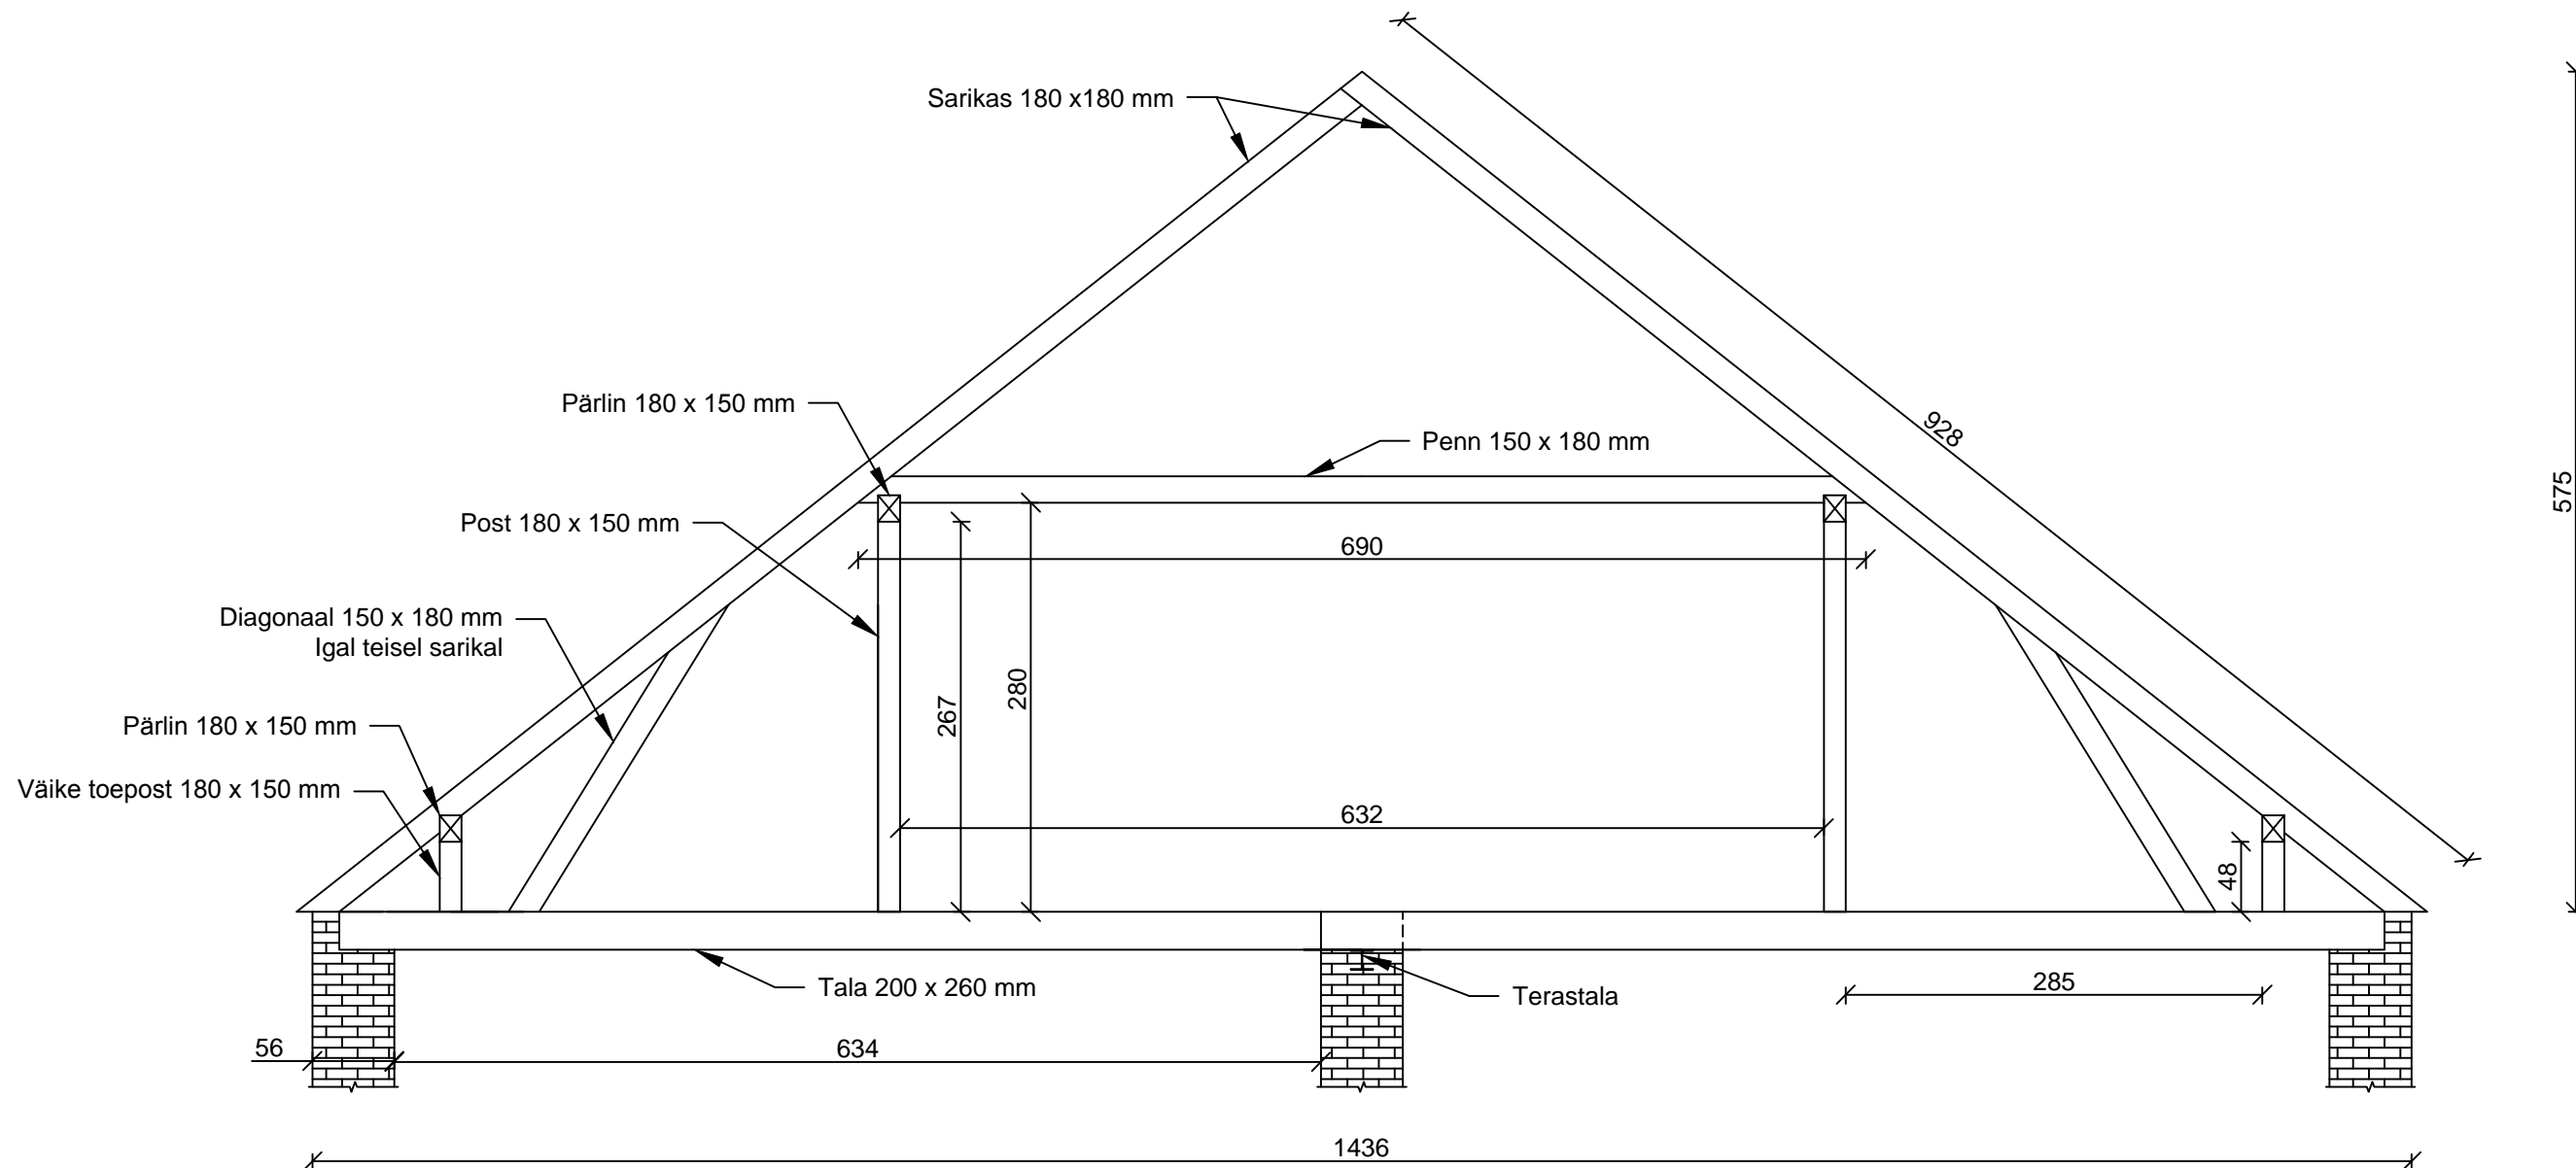 Sarikas 180 x180 mm
928
575
Pärlin 180 x 150 mm
Penn 150 x 180 mm
Post 180 x 150 mm
690
Diagonaal 150 x 180 mm
Igal teisel sarikal
267
280
Pärlin 180 x 150 mm
Väike toepost 180 x 150 mm
632
48
Tala 200 x 260 mm
Terastala
285
56
634
1436